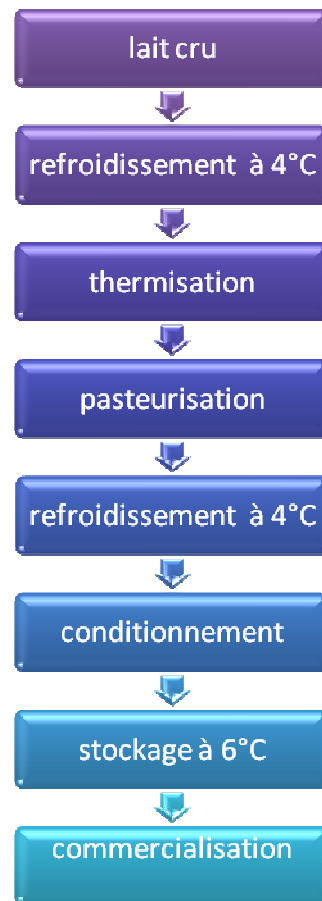 lait cru
refroidissement à 4°C
thermisation
pasteurisation
refroidissement à 4°C
conditionnement
stockage à 6°C
commercialisation